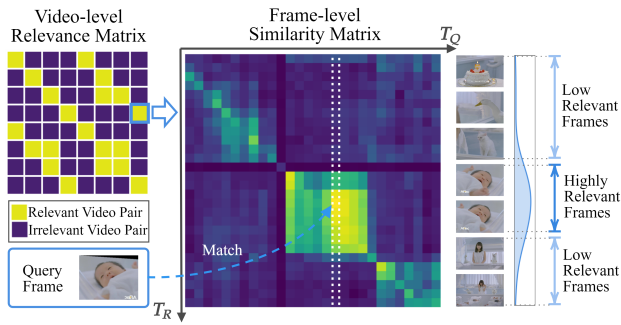 Video-level
Relevance Matrix
Relevant Video Pair
Irrelevant Video Pair
Query
Frame
Frame-level
Similarity Matrix
T_Q
Match
T_R
Low
Relevant
Frames
Highly
Relevant
Frames
Low
Relevant
Frames